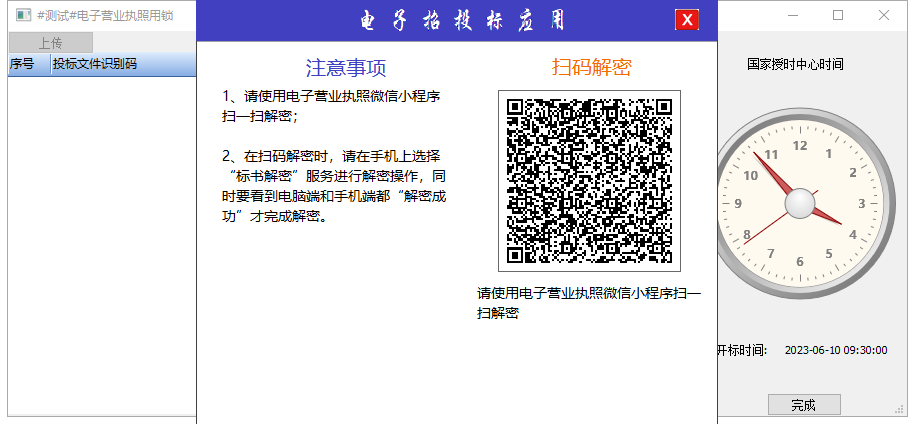 #测试#电子营业执照用锁
上传
序号 投标文件识别码
电子招投标应用
X
注意事项
1、请使用电子营业执照微信小程序
扫一扫解密；
2、在扫码解密时，请在手机上选择
“标书解密”服务进行解密操作，同
时要看到电脑端和手机端都“解密成
功”才完成解密。
扫码解密
请使用电子营业执照微信小程序扫一
扫解密
国家授时中心时间
12
1
2
3
4
5
6
7
8
9
10
11
开标时间: 2023-06-10 09:30:00
完成